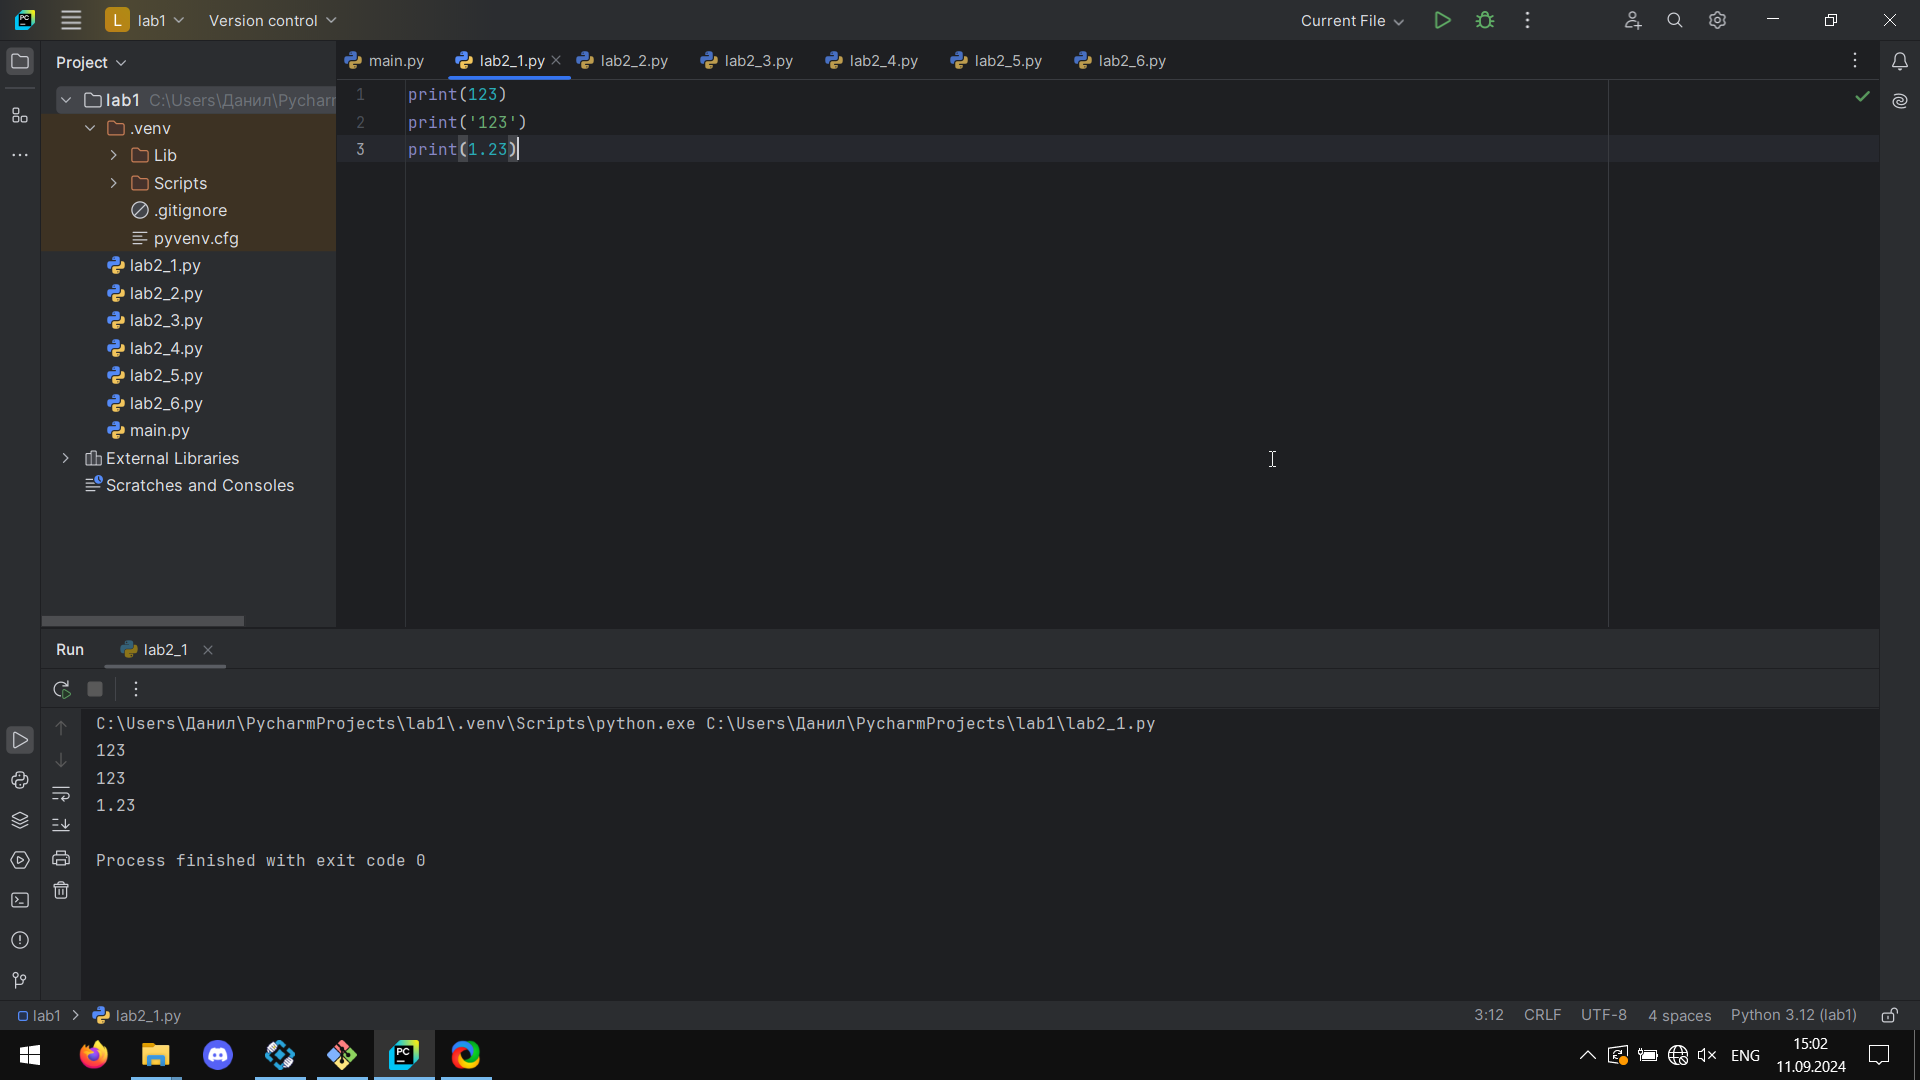 L lab1 Version control Current File
Project
main.py lab2_1.py lab2_2.py lab2_3.py lab2_4.py lab2_5.py lab2_6.py
lab1 C:\Users\Данил\Pycharm
.venv
Lib
Scripts
.gitignore
pyvenv.cfg
lab2_1.py
lab2_2.py
lab2_3.py
lab2_4.py
lab2_5.py
lab2_6.py
main.py
External Libraries
Scratches and Consoles
1 print(123)
2 print('123')
3 print(1.23)
Run lab2_1
C:\Users\Данил\PycharmProjects\lab1\.venv\Scripts\python.exe C:\Users\Данил\PycharmProjects\lab1\lab2_1.py
123
123
1.23
Process finished with exit code 0
lab1 > lab2_1.py 3:12 CRLF UTF-8 4 spaces Python 3.12 (lab1)
PC ENG 15:02
11.09.2024